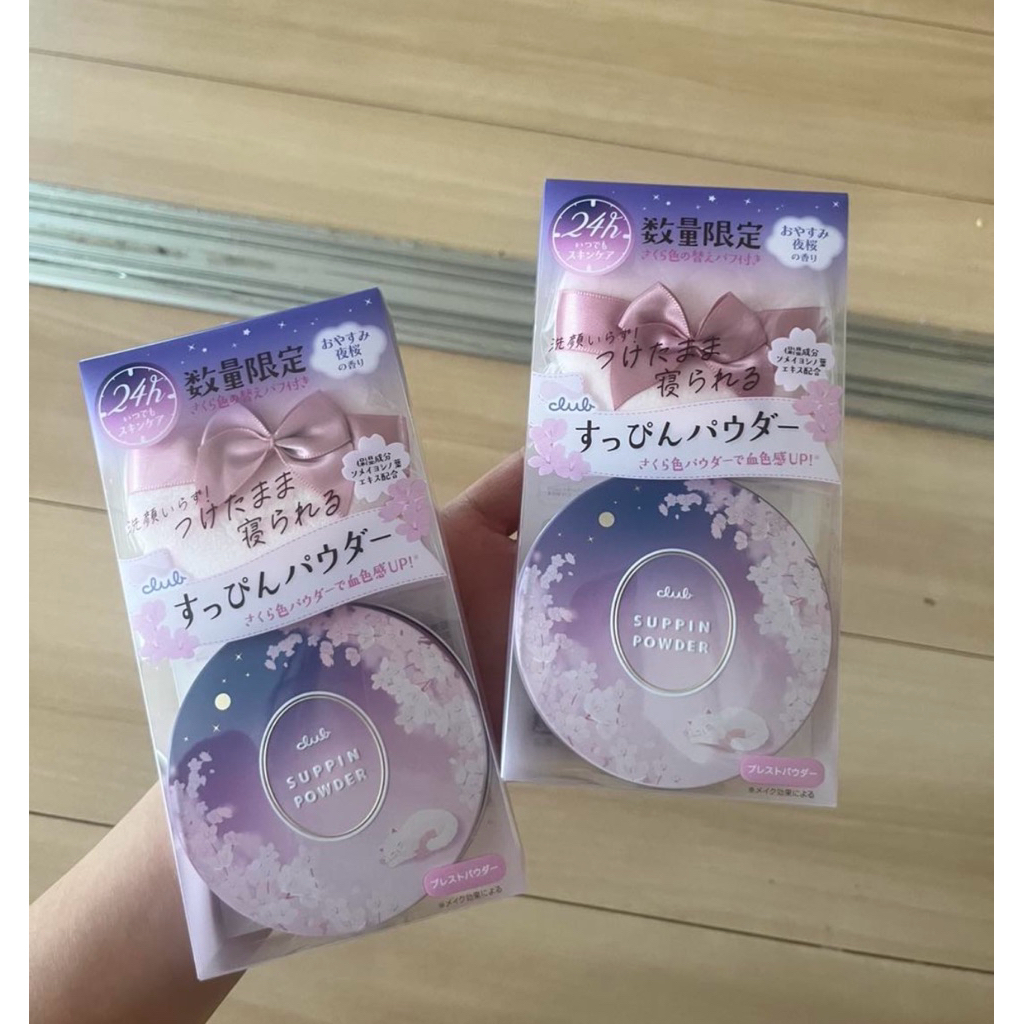 24h
いつでも
スキンケア
数量限定
さくら色の替えパフ付き
おやすみ
夜桜
の香り
洗顔いらず!
つけたまま
寝られる
保湿成分
ソメイヨシノ葉
エキス配合
club
すっぴんパウダー
さくら色パウダーで血色感UP!※
club
SUPPIN
POWDER
プレストパウダー
※メイク効果による
24h
いつでも
スキンケア
数量限定
さくら色の替えパフ付き
おやすみ
夜桜
の香り
洗顔いらず!
つけたまま
寝られる
保湿成分
ソメイヨシノ葉
エキス配合
club
すっぴんパウダー
さくら色パウダーで血色感UP!※
club
SUPPIN
POWDER
プレストパウダー
※メイク効果による